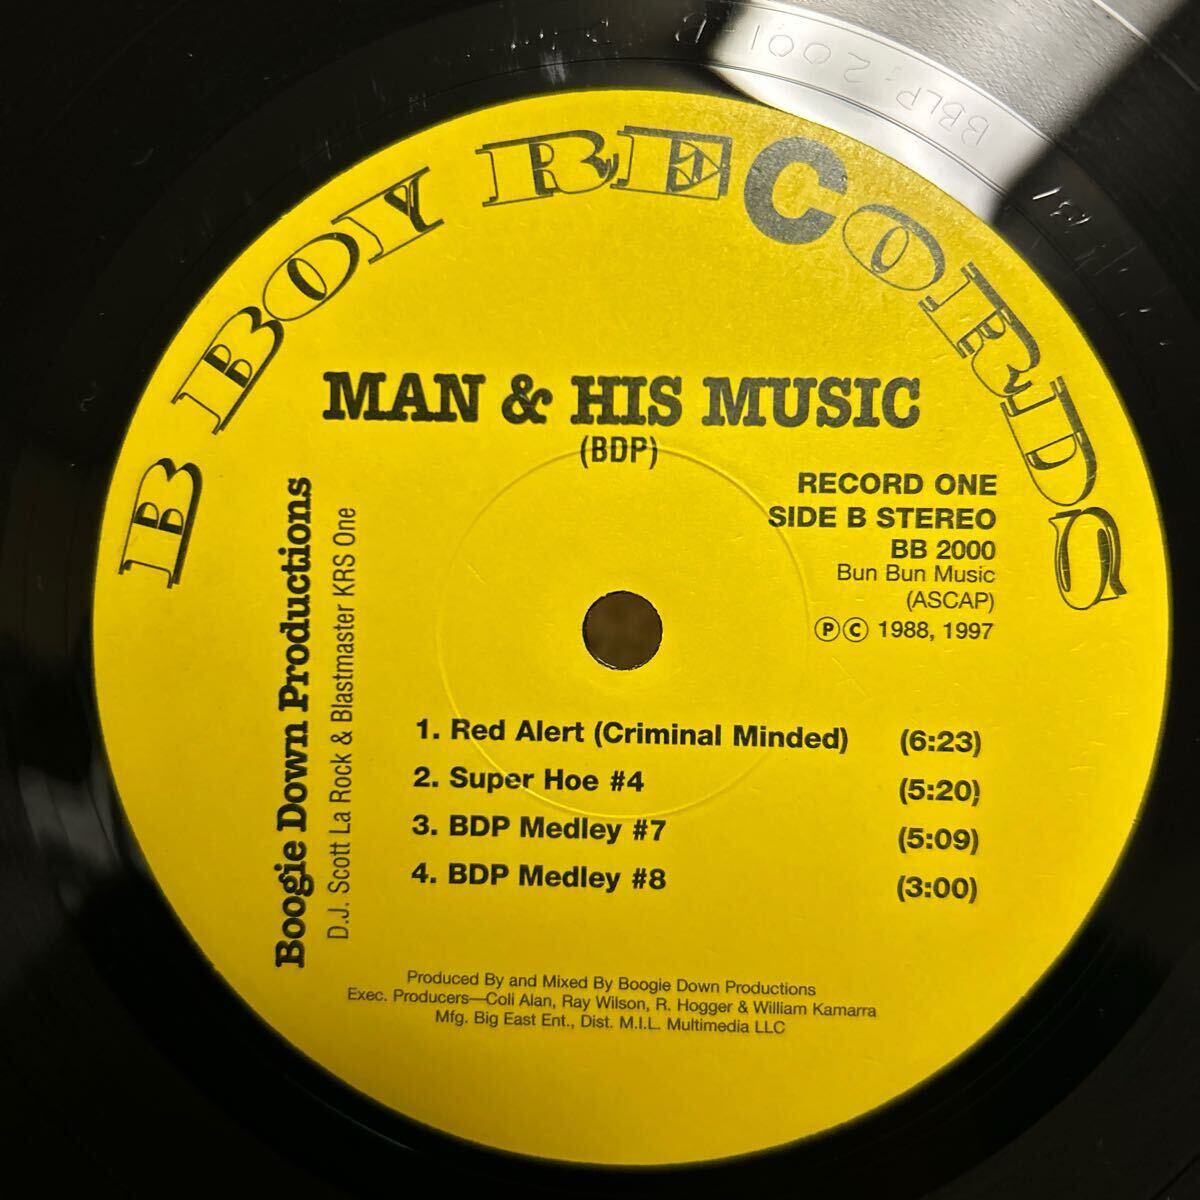 BBLP-2001-B
B BOY RECORDS
MAN & HIS MUSIC
(BDP)
RECORD ONE
SIDE B STEREO
BB 2000
Bun Bun Music
(ASCAP)
Ⓟ© 1988, 1997
Boogie Down Productions
D.J. Scott La Rock & Blastmaster KRS One
1. Red Alert (Criminal Minded) (6:23)
2. Super Hoe #4 (5:20)
3. BDP Medley #7 (5:09)
4. BDP Medley #8 (3:00)
Produced By and Mixed By Boogie Down Productions
Exec. Producers—Coli Alan, Ray Wilson, R. Hogger & William Kamarra
Mfg. Big East Ent., Dist. M.I.L. Multimedia LLC